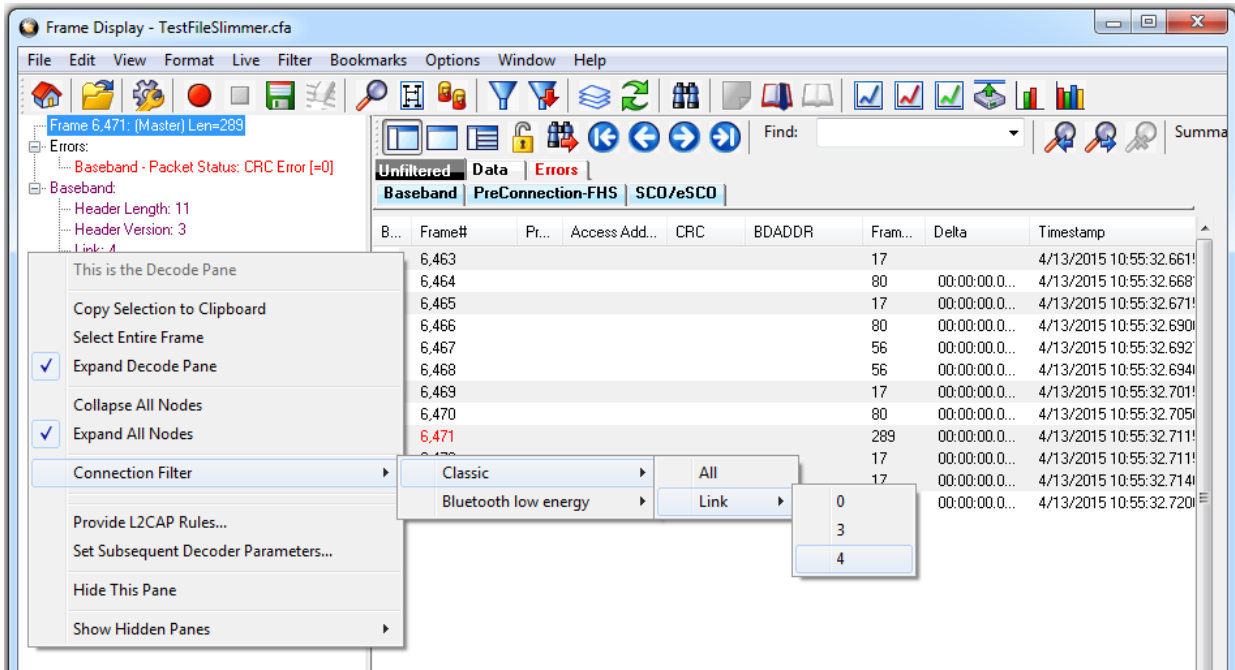 Frame Display - TestFileSlimmer.cfa
File Edit View Format Live Filter Bookmarks Options Window Help
Frame 6,471: (Master) Len=289
Errors:
Baseband - Packet Status: CRC Error [=0]
Baseband:
Header Length: 11
Header Version: 3
Link: 4
Find:
Summa
Unfiltered Data Errors
Baseband PreConnection-FHS SCO/eSCO
B... Frame# Pr... Access Add... CRC BDADDR Fram... Delta Timestamp
6,463 17 4/13/2015 10:55:32.661
6,464 80 00:00:00.0... 4/13/2015 10:55:32.668
6,465 17 00:00:00.0... 4/13/2015 10:55:32.671
6,466 80 00:00:00.0... 4/13/2015 10:55:32.690
6,467 56 00:00:00.0... 4/13/2015 10:55:32.692
6,468 56 00:00:00.0... 4/13/2015 10:55:32.694
6,469 17 00:00:00.0... 4/13/2015 10:55:32.701
6,470 80 00:00:00.0... 4/13/2015 10:55:32.705
6,471 289 00:00:00.0... 4/13/2015 10:55:32.711
17 00:00:00.0... 4/13/2015 10:55:32.711
17 00:00:00.0... 4/13/2015 10:55:32.714
00:00:00.0... 4/13/2015 10:55:32.720
This is the Decode Pane
Copy Selection to Clipboard
Select Entire Frame
Expand Decode Pane
Collapse All Nodes
Expand All Nodes
Connection Filter
Provide L2CAP Rules...
Set Subsequent Decoder Parameters...
Hide This Pane
Show Hidden Panes
Classic
Bluetooth low energy
All
Link
0
3
4